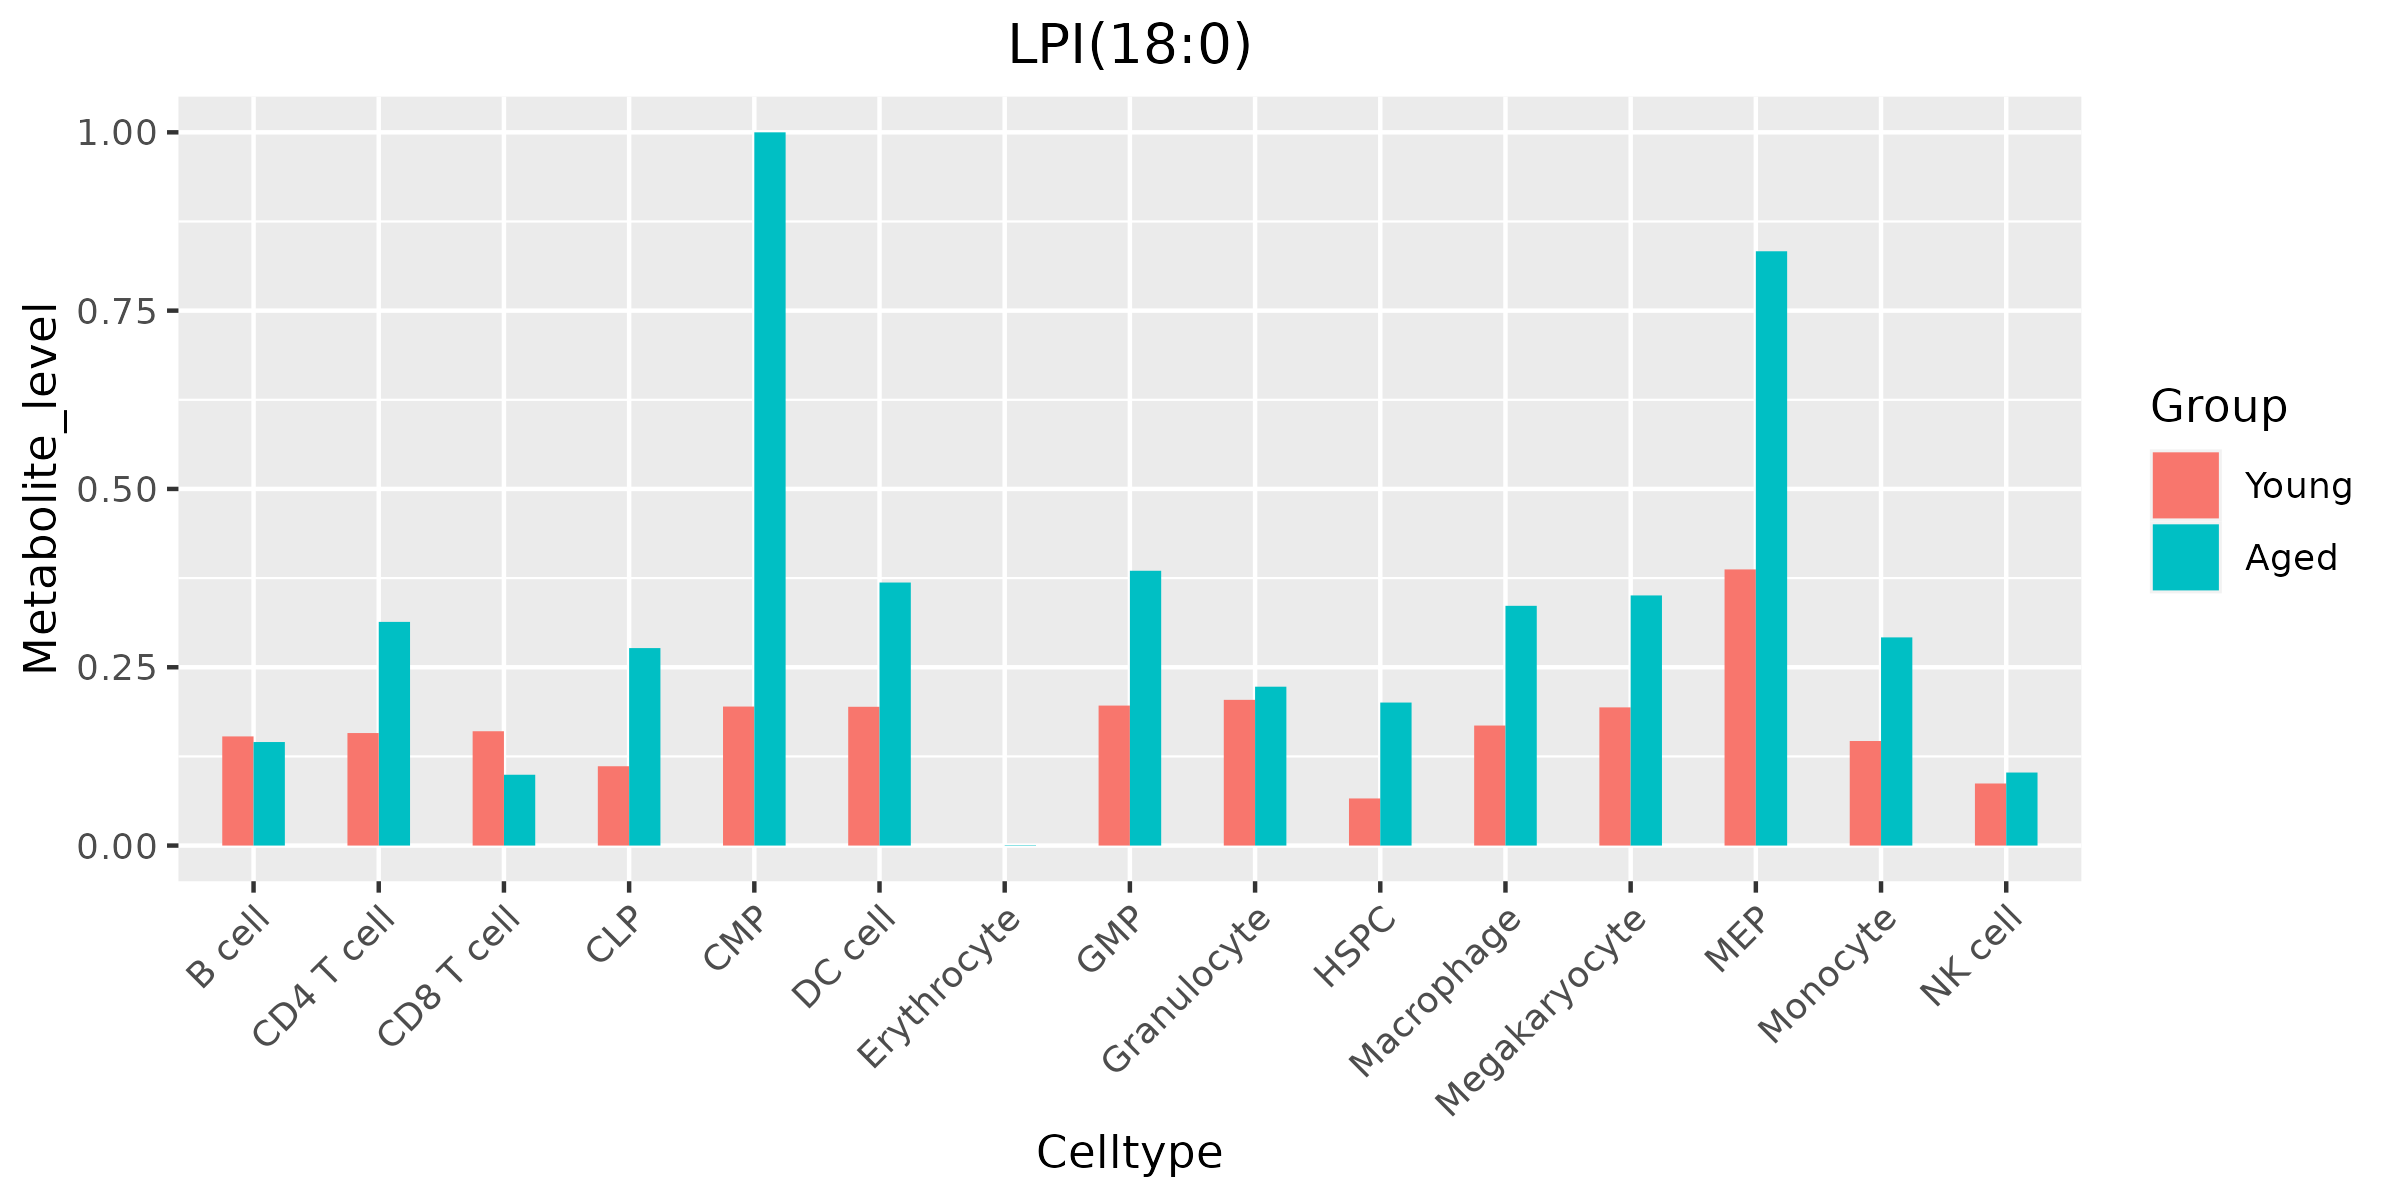 LPI(18:0)
Metabolite_level
1.00
0.75
0.50
0.25
0.00
B cell
CD4 T cell
CD8 T cell
CLP
CMP
DC cell
Erythrocyte
GMP
Granulocyte
HSPC
Macrophage
Megakaryocyte
MEP
Monocyte
NK cell
Celltype
Group
Young
Aged